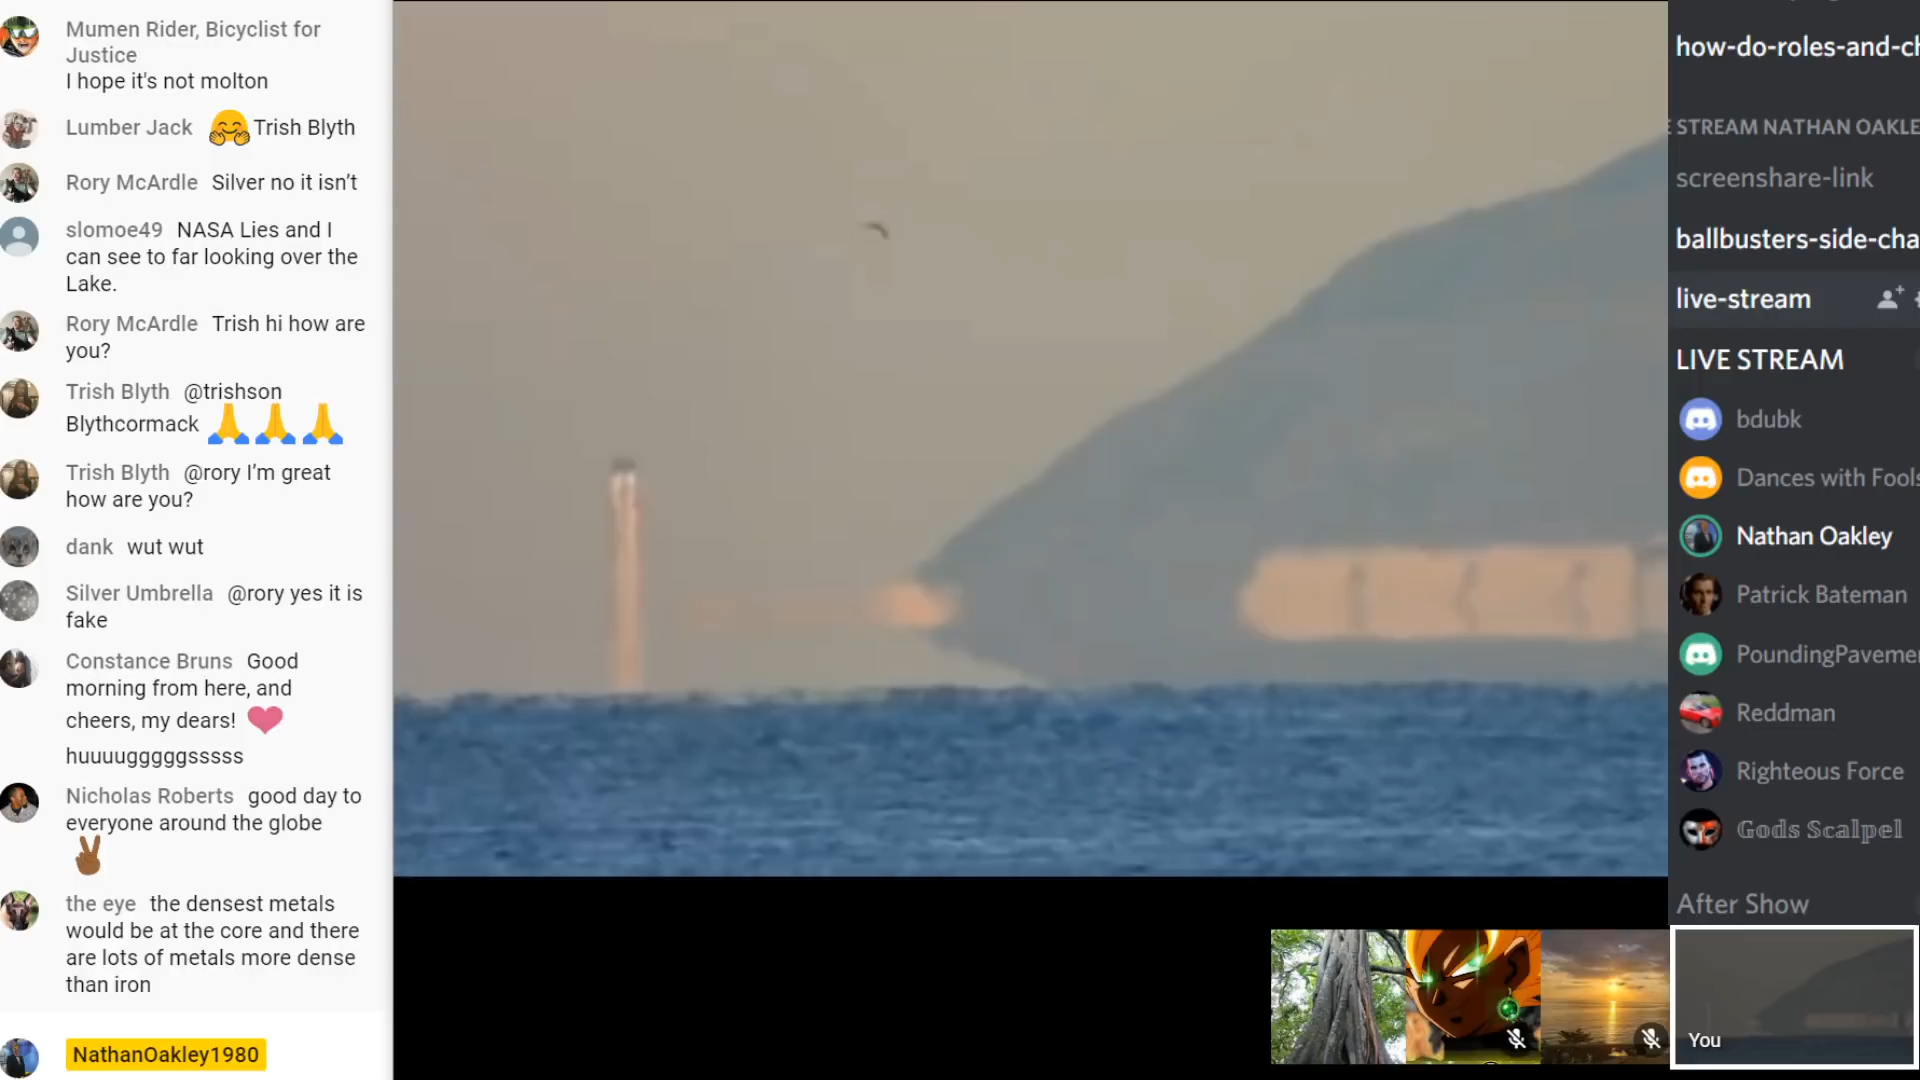 Mumen Rider, Bicyclist for
Justice
I hope it's not molton
Lumber Jack 🤗Trish Blyth
Rory McArdle Silver no it isn’t
slomoe49 NASA Lies and I
can see to far looking over the
Lake.
Rory McArdle Trish hi how are
you?
Trish Blyth @trishson
Blythcormack 🙏🙏🙏
Trish Blyth @rory I’m great
how are you?
dank wut wut
Silver Umbrella @rory yes it is
fake
Constance Bruns Good
morning from here, and
cheers, my dears! ❤
huuuugggggsssss
Nicholas Roberts good day to
everyone around the globe
✌🏾
the eye the densest metals
would be at the core and there
are lots of metals more dense
than iron
NathanOakley1980
how-do-roles-and-ch
E STREAM NATHAN OAKLE
screenshare-link
ballbusters-side-cha
live-stream
LIVE STREAM
bdubk
Dances with Fools
Nathan Oakley
Patrick Bateman
PoundingPavemen
Reddman
Righteous Force
Gods Scalpel
After Show
You